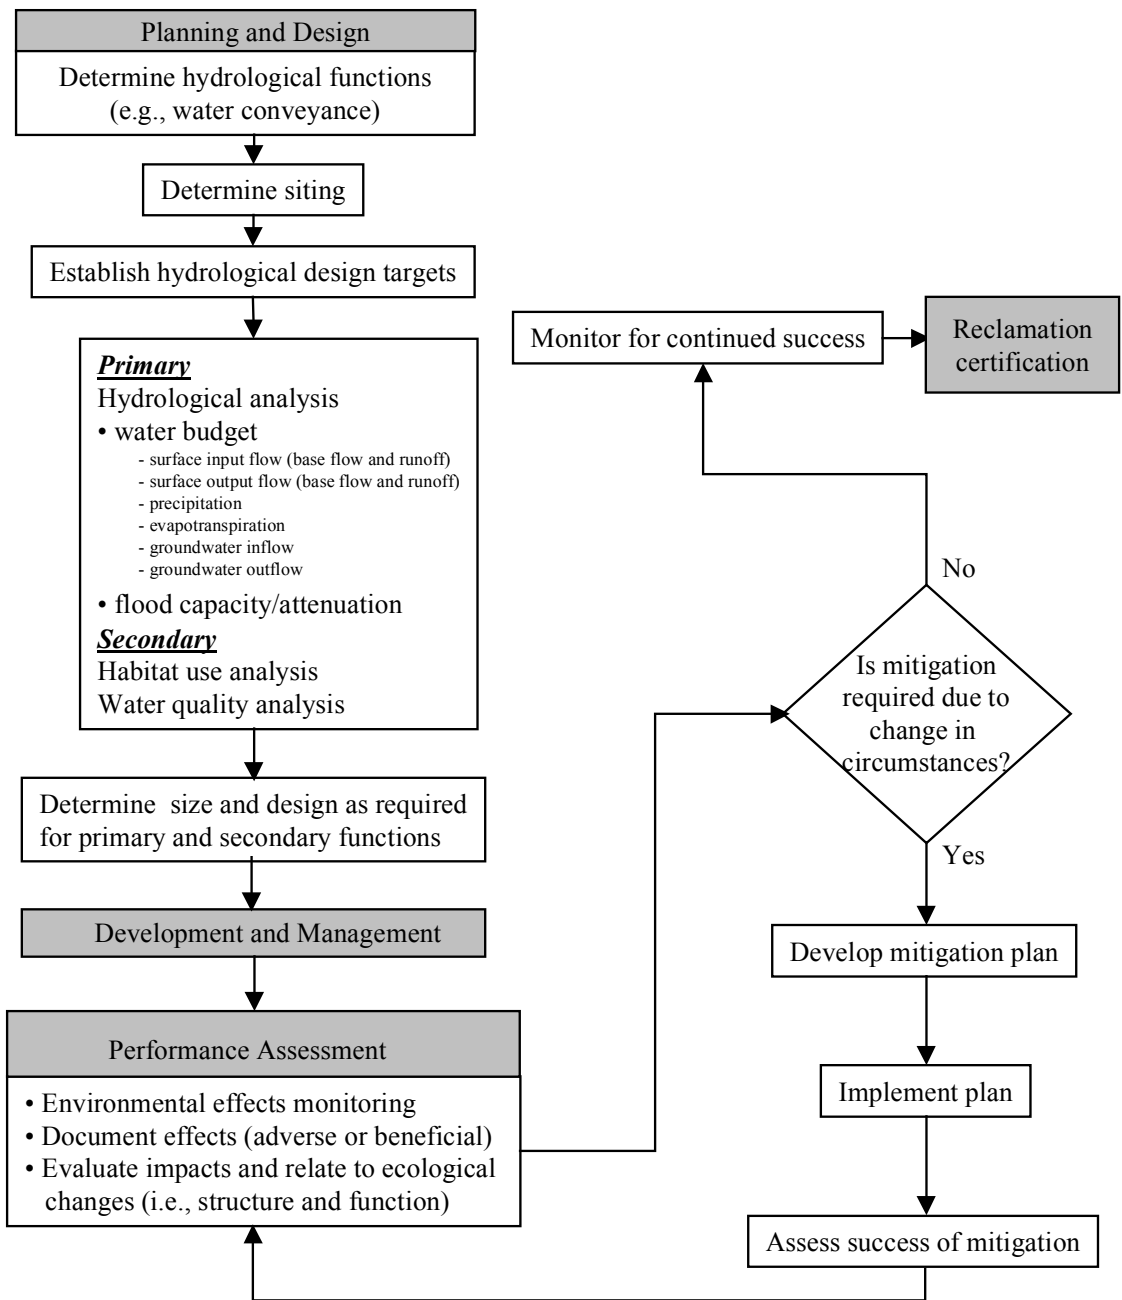 Planning and Design
Determine hydrological functions
(e.g., water conveyance)
Determine siting
Establish hydrological design targets
Primary
Hydrological analysis
• water budget
- surface input flow (base flow and runoff)
- surface output flow (base flow and runoff)
- precipitation
- evapotranspiration
- groundwater inflow
- groundwater outflow
• flood capacity/attenuation
Secondary
Habitat use analysis
Water quality analysis
Determine size and design as required
for primary and secondary functions
Development and Management
Performance Assessment
• Environmental effects monitoring
• Document effects (adverse or beneficial)
• Evaluate impacts and relate to ecological
changes (i.e., structure and function)
Monitor for continued success
Reclamation
certification
No
Is mitigation
required due to
change in
circumstances?
Yes
Develop mitigation plan
Implement plan
Assess success of mitigation